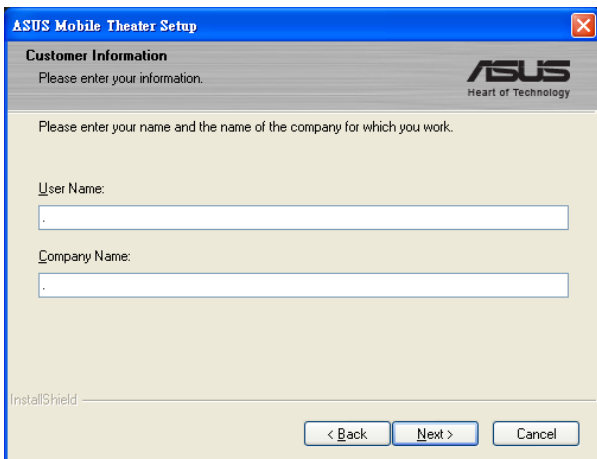 ASUS Mobile Theater Setup
Customer Information
Please enter your information.
ASUS
Heart of Technology
Please enter your name and the name of the company for which you work.
User Name:
.
Company Name:
.
InstallShield
< Back
Next >
Cancel